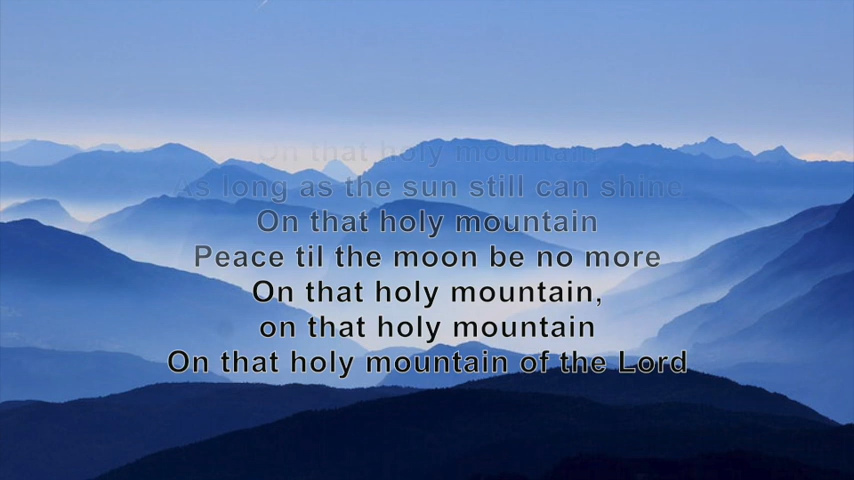 On that holy mountain
As long as the sun still can shine
On that holy mountain
Peace til the moon be no more
On that holy mountain,
on that holy mountain
On that holy mountain of the Lord